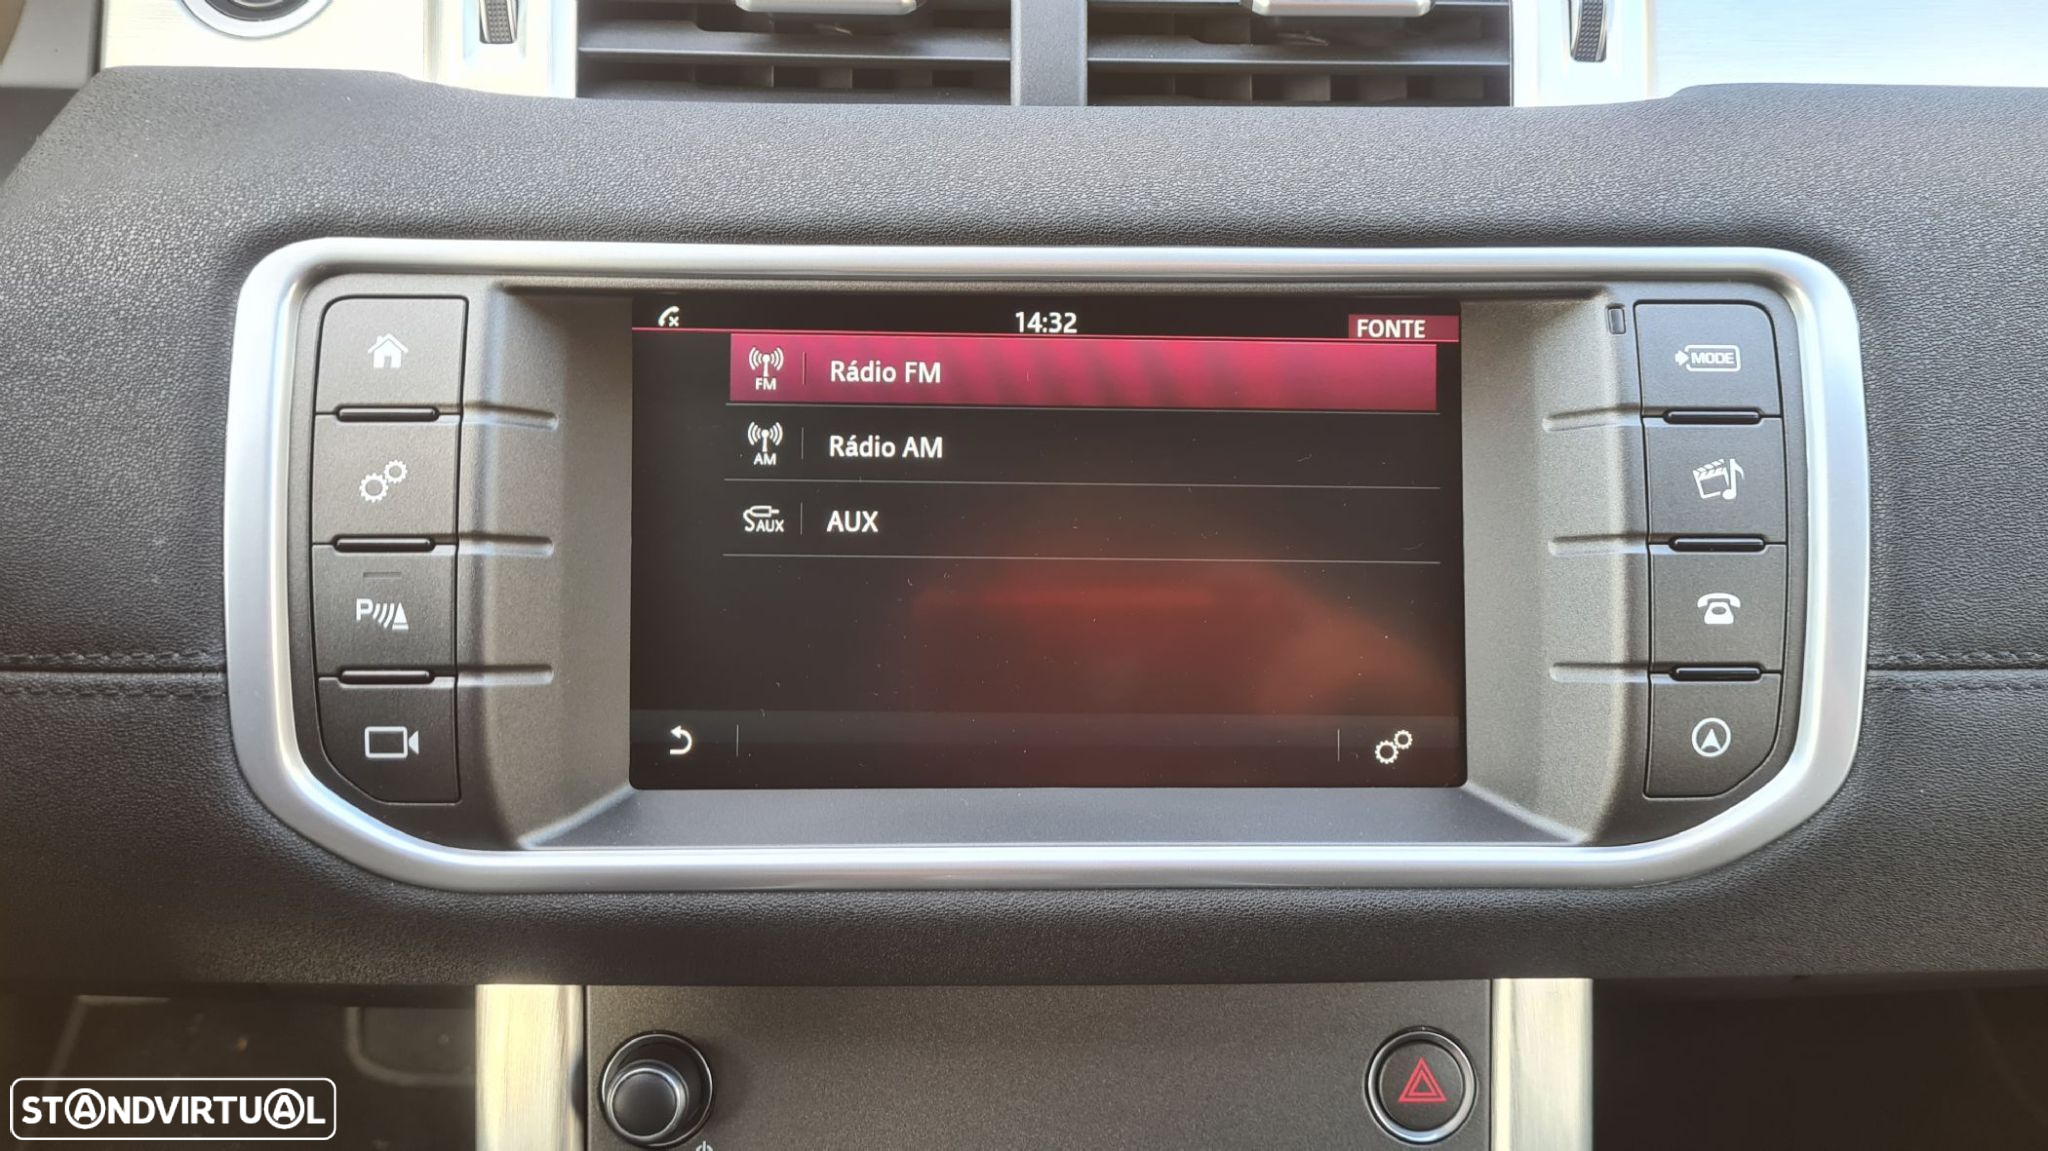 14:32
FONTE
FM
Rádio FM
MODE
AM
Rádio AM
AUX
AUX
P
STANDVIRTUAL